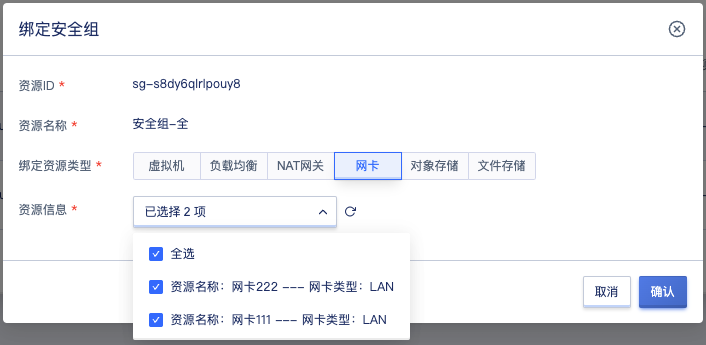 绑定安全组
资源ID *
sg-s8dy6qlrlpouy8
资源名称 *
安全组-全
绑定资源类型 *
虚拟机 负载均衡 NAT网关 网卡 对象存储 文件存储
资源信息 *
已选择 2 项
全选
资源名称：网卡222 --- 网卡类型：LAN
资源名称：网卡111 --- 网卡类型：LAN
取消 确认